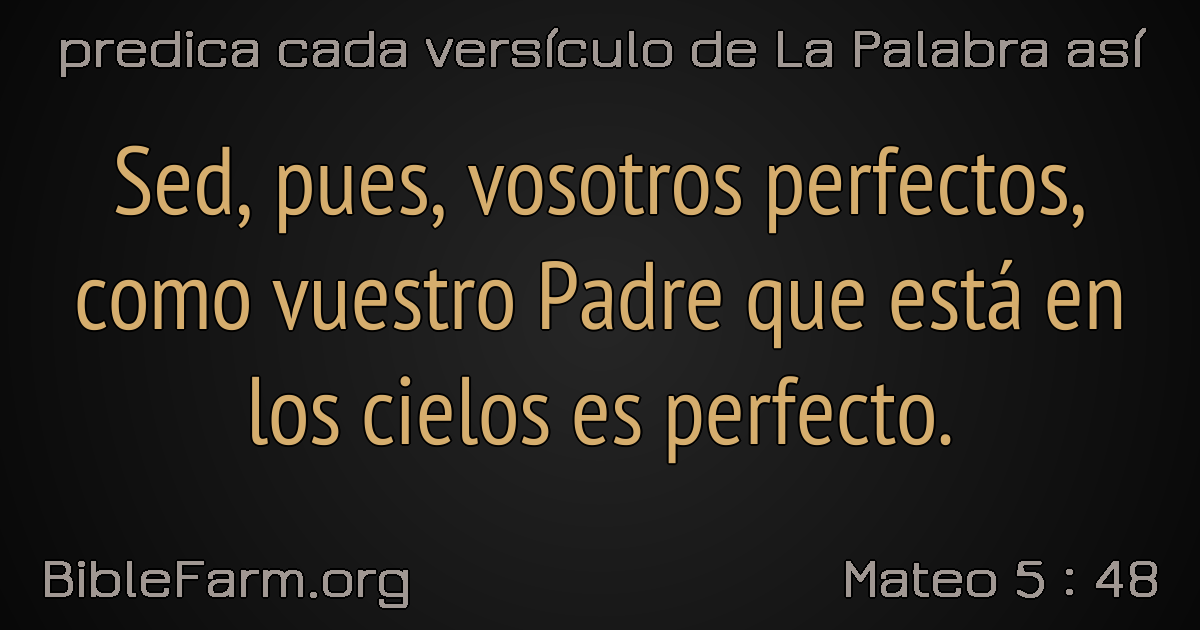 predica cada versículo de La Palabra así
Sed, pues, vosotros perfectos,
como vuestro Padre que está en
los cielos es perfecto.
BibleFarm.org
Mateo 5 : 48